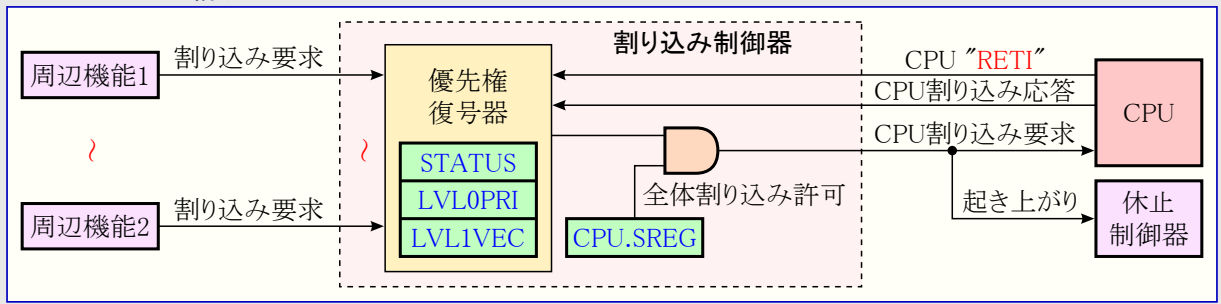 割り込み制御器
周辺機能1
割り込み要求
優先権
復号器
CPU "RETI"
CPU割り込み応答
CPU割り込み要求
CPU
STATUS
LVL0PRI
LVL1VEC
全体割り込み許可
CPU.SREG
周辺機能2
割り込み要求
起き上がり
休止
制御器